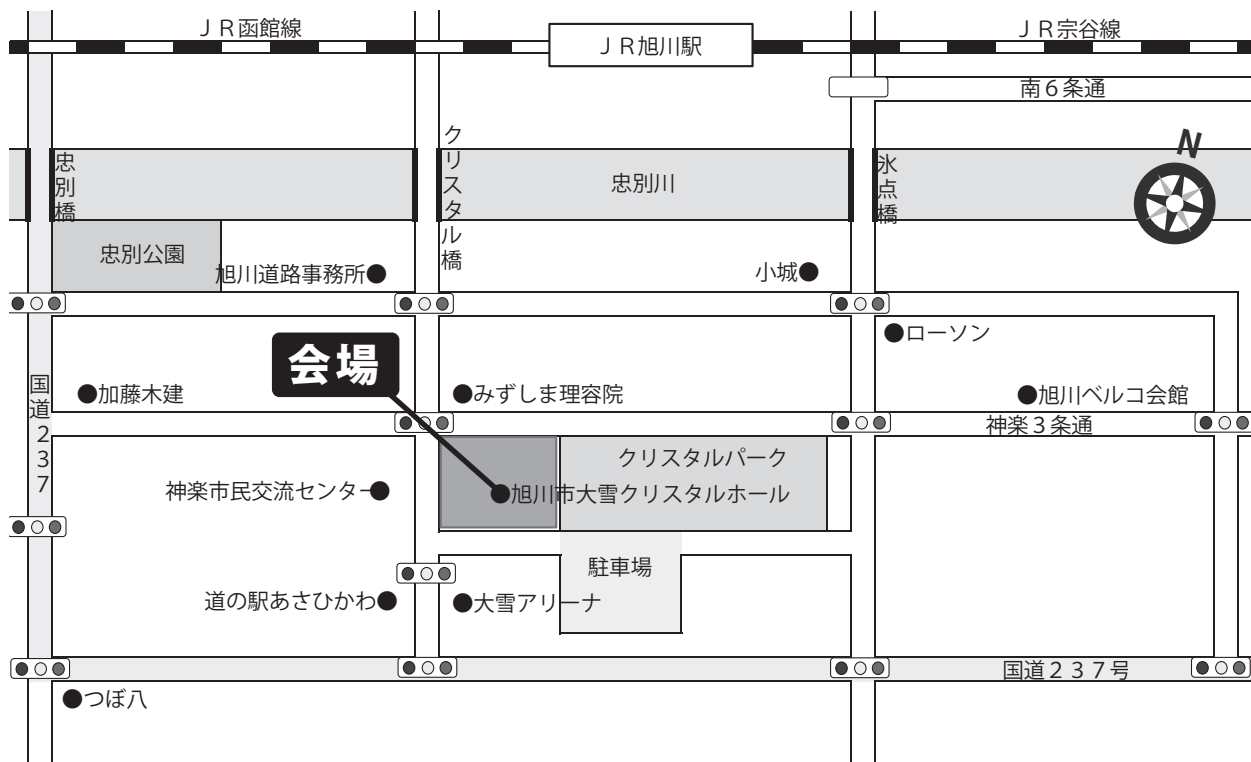 ＪＲ函館線
ＪＲ旭川駅
ＪＲ宗谷線
南６条通
N
忠別橋
クリスタル橋
忠別川
氷点橋
忠別公園
旭川道路事務所
小城
ローソン
会場
国道２３７
加藤木建
みずしま理容院
旭川ベルコ会館
神楽３条通
クリスタルパーク
神楽市民交流センター
旭川市大雪クリスタルホール
駐車場
道の駅あさひかわ
大雪アリーナ
国道２３７号
つぼ八